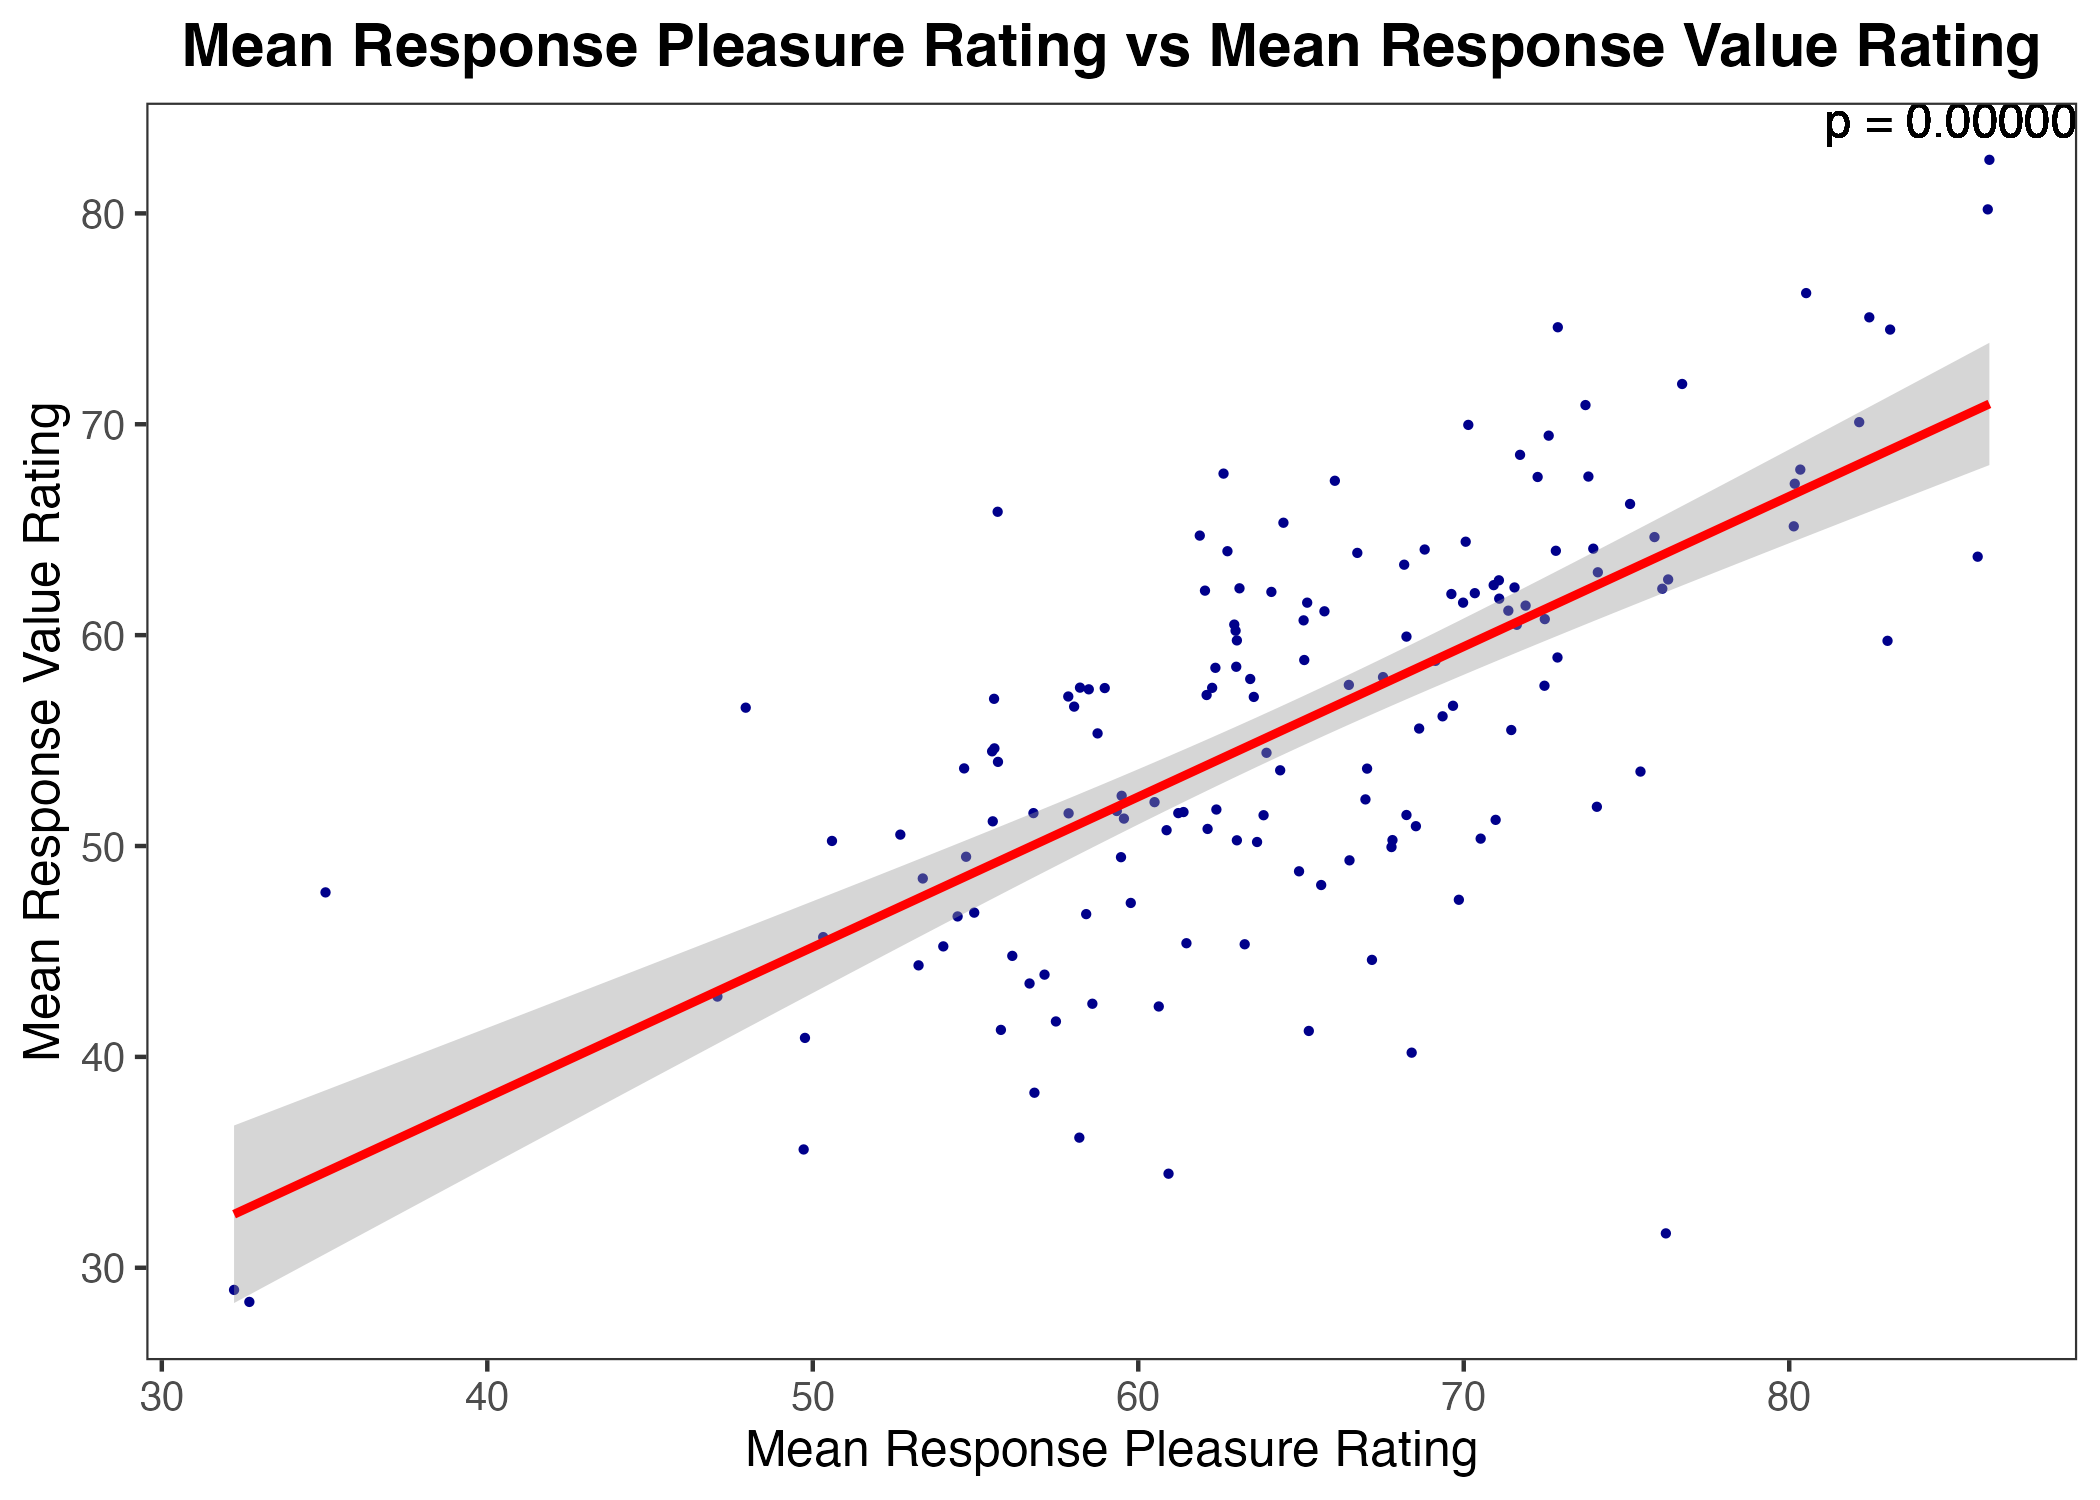 Mean Response Pleasure Rating vs Mean Response Value Rating
p = 0.00000
Mean Response Value Rating
80
70
60
50
40
30
30 40 50 60 70 80
Mean Response Pleasure Rating